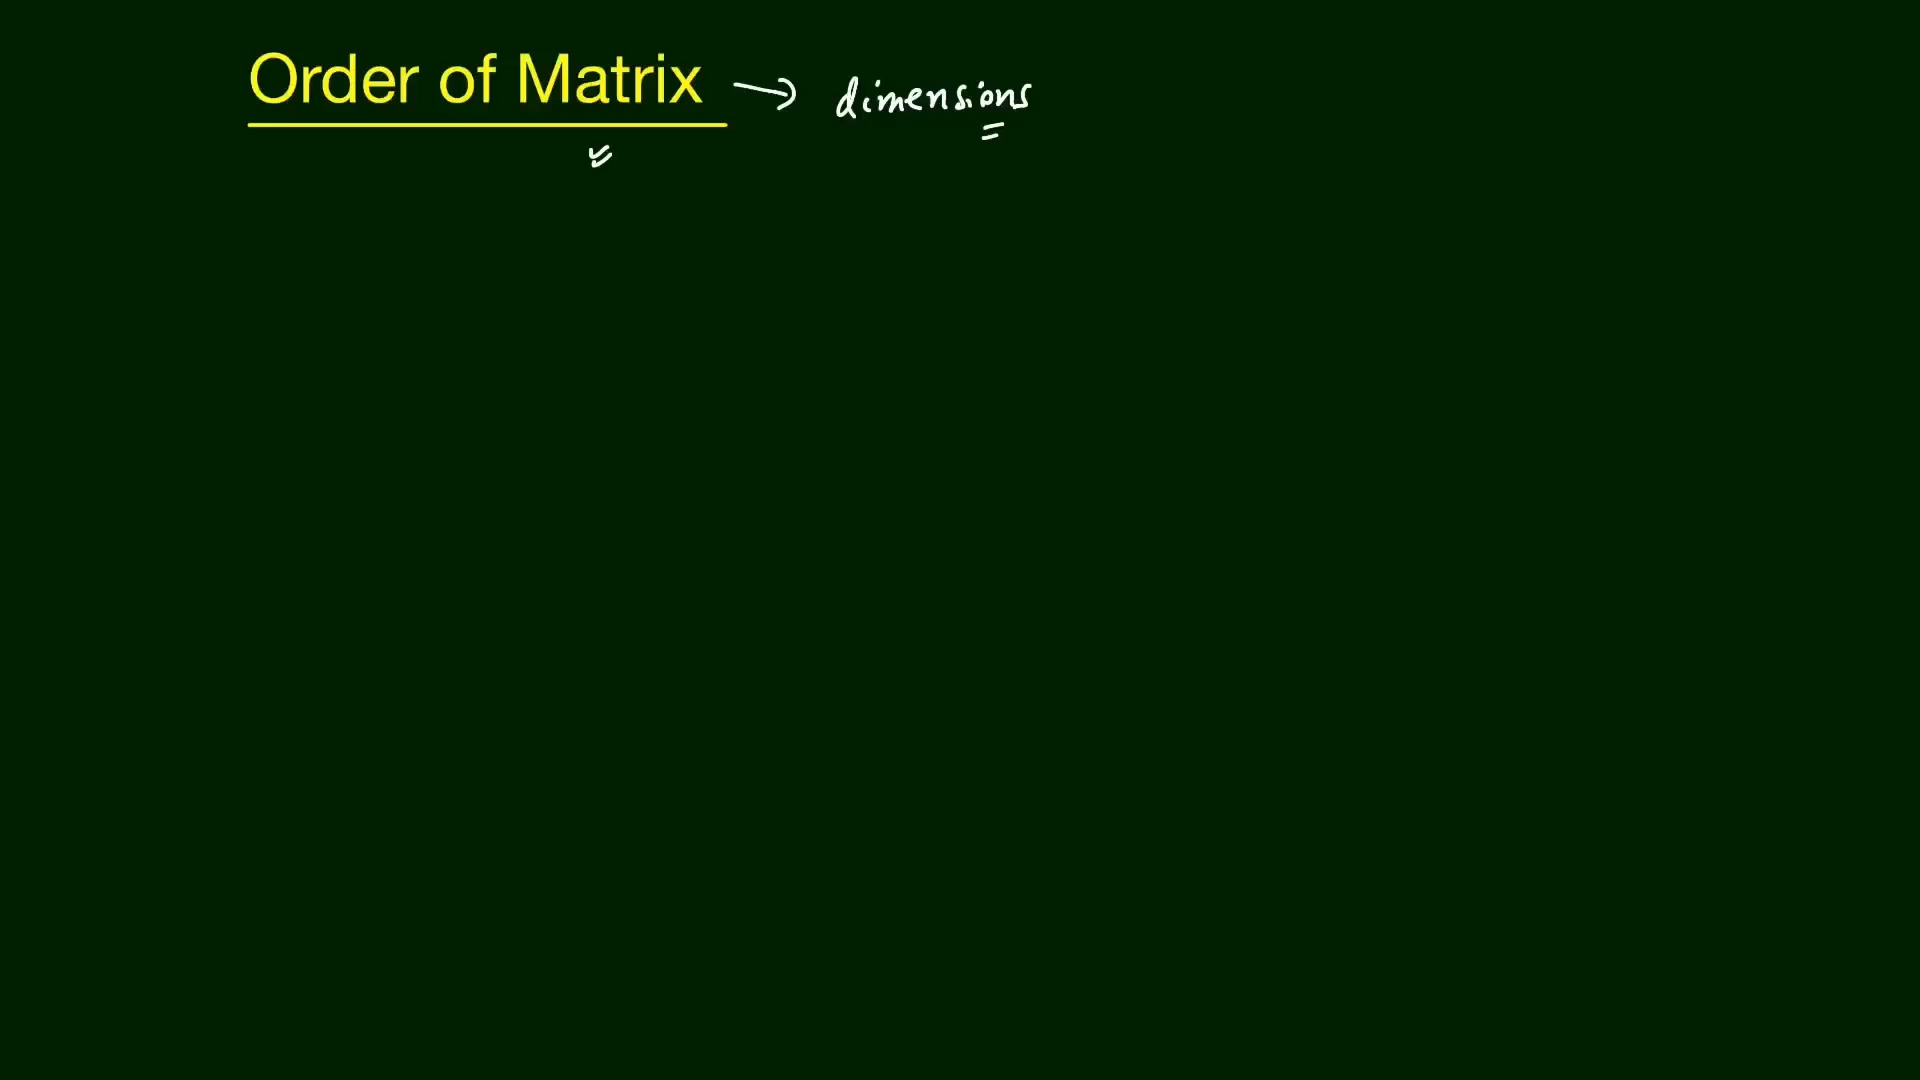 Order of Matrix → dimensions